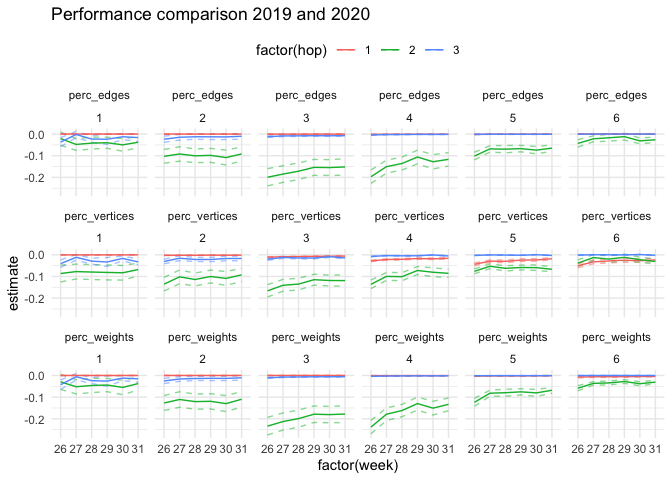 Performance comparison 2019 and 2020
factor(hop) 1 2 3
perc_edges perc_edges perc_edges perc_edges perc_edges perc_edges
1 2 3 4 5 6
0.0
-0.1
-0.2
perc_vertices perc_vertices perc_vertices perc_vertices perc_vertices perc_vertices
1 2 3 4 5 6
0.0
-0.1
-0.2
estimate
perc_weights perc_weights perc_weights perc_weights perc_weights perc_weights
1 2 3 4 5 6
0.0
-0.1
-0.2
26 27 28 29 30 31 26 27 28 29 30 31 26 27 28 29 30 31 26 27 28 29 30 31 26 27 28 29 30 31 26 27 28 29 30 31
factor(week)